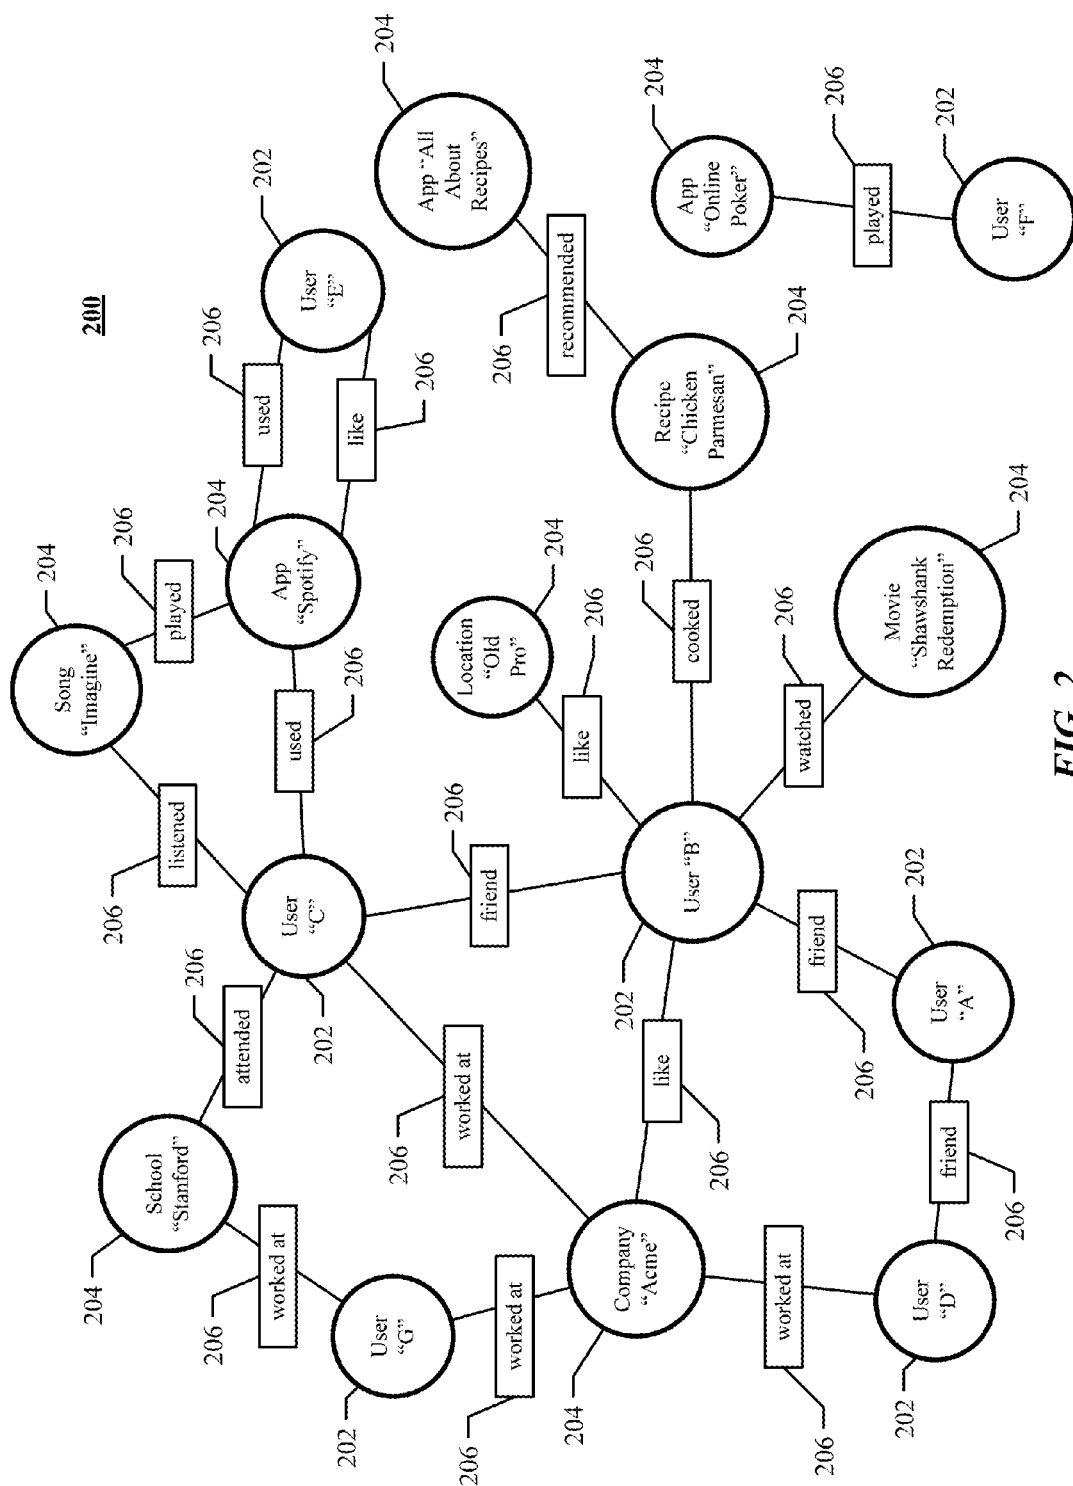 200
204
School
“Stanford”
206
attended
206
listened
204
Song
“Imagine”
206
played
204
206
used
202
User
“E”
206
like
206
worked at
202
User
“C”
206
used
App
“Spotify”
204
App “All
About
Recipes”
202
User
“G”
206
worked at
206
worked at
206
friend
204
Location
“Old
Pro”
206
recommended
204
Company
“Acme”
206
like
202
User “B”
206
like
206
cooked
Recipe
“Chicken
Parmesan”
204
204
App
“Online
Poker”
206
worked at
206
friend
206
watched
206
played
202
User
“D”
206
friend
202
User
“A”
204
Movie
“Shawshank
Redemption”
202
User
“F”
FIG. 2